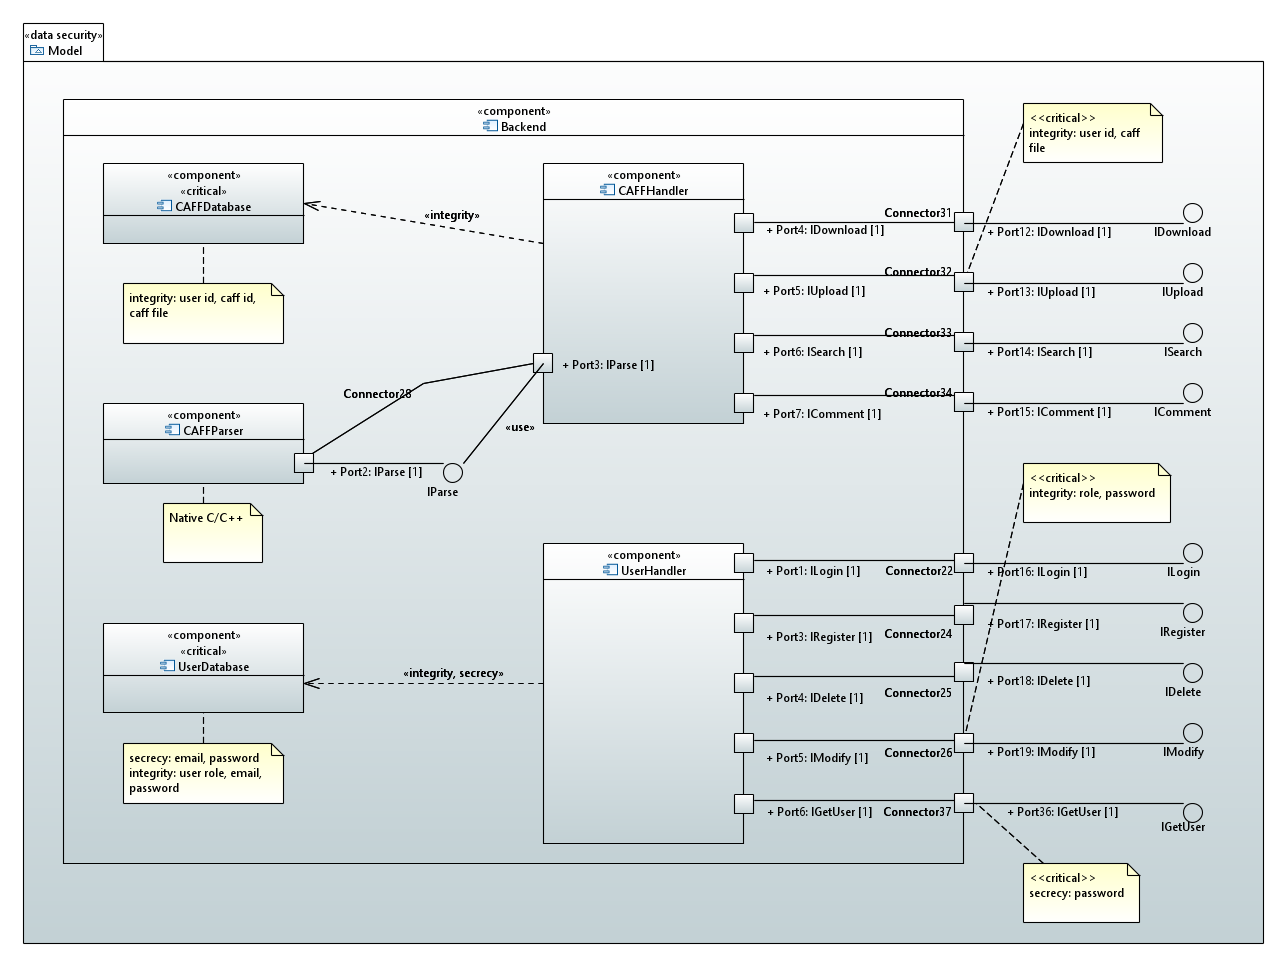 «data security»
Model
«component»
Backend
<<critical>>
integrity: user id, caff
file
«component»
«critical»
CAFFDatabase
integrity: user id, caff id,
caff file
«component»
CAFFHandler
«integrity»
+ Port4: IDownload [1]
Connector31
+ Port12: IDownload [1]
IDownload
+ Port5: IUpload [1]
Connector32
+ Port13: IUpload [1]
IUpload
+ Port6: ISearch [1]
Connector33
+ Port14: ISearch [1]
ISearch
+ Port7: IComment [1]
Connector34
+ Port15: IComment [1]
IComment
+ Port3: IParse [1]
Connector28
«use»
«component»
CAFFParser
+ Port2: IParse [1]
IParse
Native C/C++
<<critical>>
integrity: role, password
«component»
UserHandler
+ Port1: ILogin [1]
Connector22
+ Port16: ILogin [1]
ILogin
+ Port3: IRegister [1]
Connector24
+ Port17: IRegister [1]
IRegister
+ Port4: IDelete [1]
Connector25
+ Port18: IDelete [1]
IDelete
+ Port5: IModify [1]
Connector26
+ Port19: IModify [1]
IModify
+ Port6: IGetUser [1]
Connector37
+ Port36: IGetUser [1]
IGetUser
«component»
«critical»
UserDatabase
«integrity, secrecy»
secrecy: email, password
integrity: user role, email,
password
<<critical>>
secrecy: password